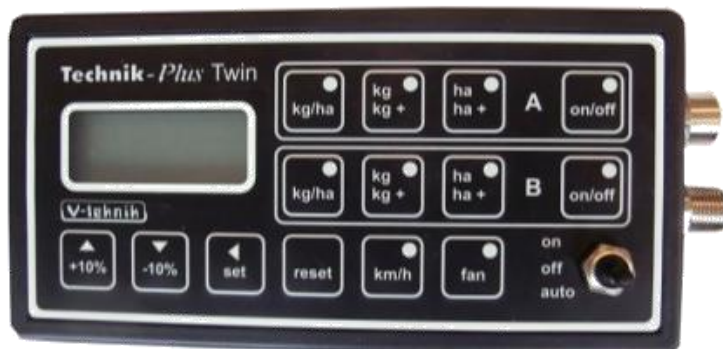 Technik-Plus Twin
kg/ha
kg
kg +
ha
ha +
A
on/off
kg/ha
kg
kg +
ha
ha +
B
on/off
V-teknik
+10%
-10%
set
reset
km/h
fan
on
off
auto